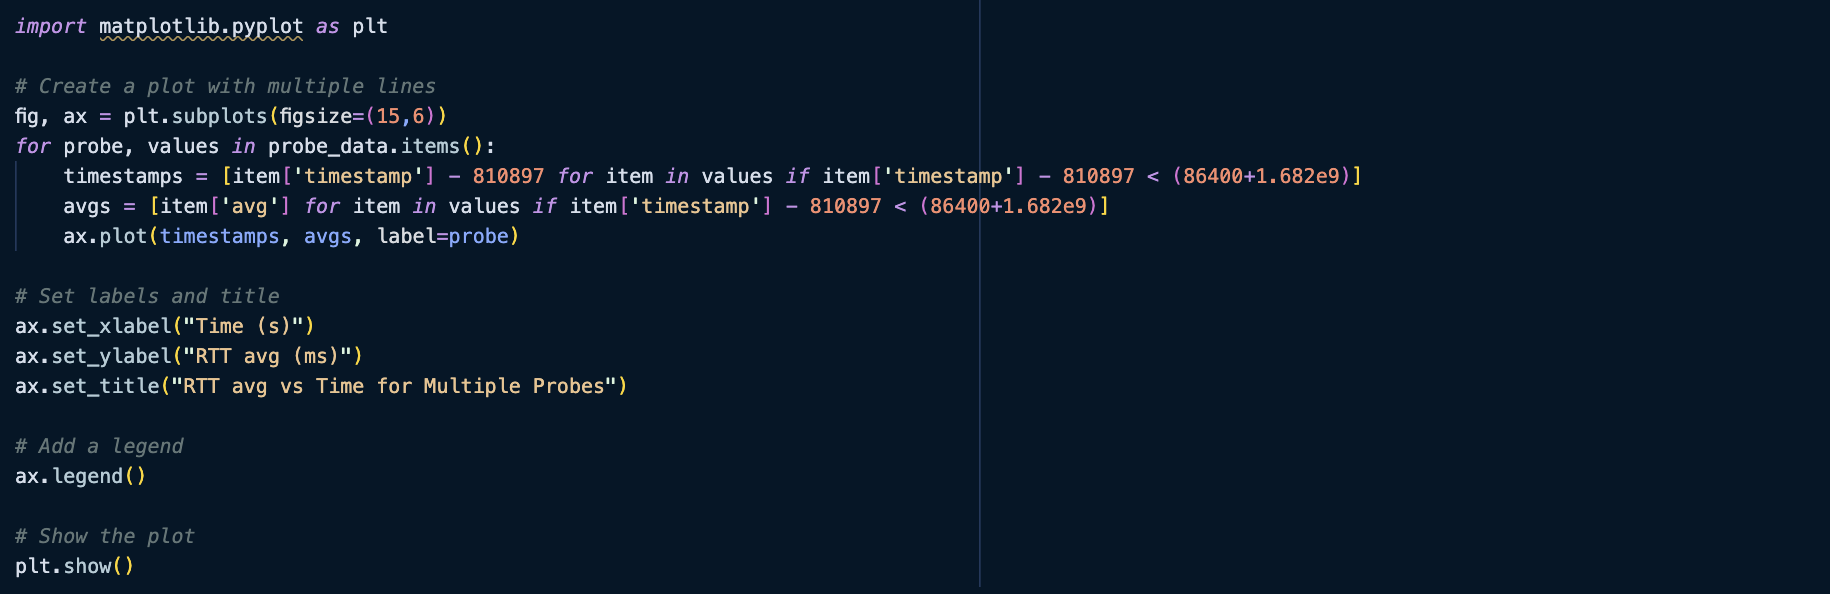 import matplotlib.pyplot as plt
# Create a plot with multiple lines
fig, ax = plt.subplots(figsize=(15,6))
for probe, values in probe_data.items():
    timestamps = [item['timestamp'] - 810897 for item in values if item['timestamp'] - 810897 < (86400+1.682e9)]
    avgs = [item['avg'] for item in values if item['timestamp'] - 810897 < (86400+1.682e9)]
    ax.plot(timestamps, avgs, label=probe)
# Set labels and title
ax.set_xlabel("Time (s)")
ax.set_ylabel("RTT avg (ms)")
ax.set_title("RTT avg vs Time for Multiple Probes")
# Add a legend
ax.legend()
# Show the plot
plt.show()